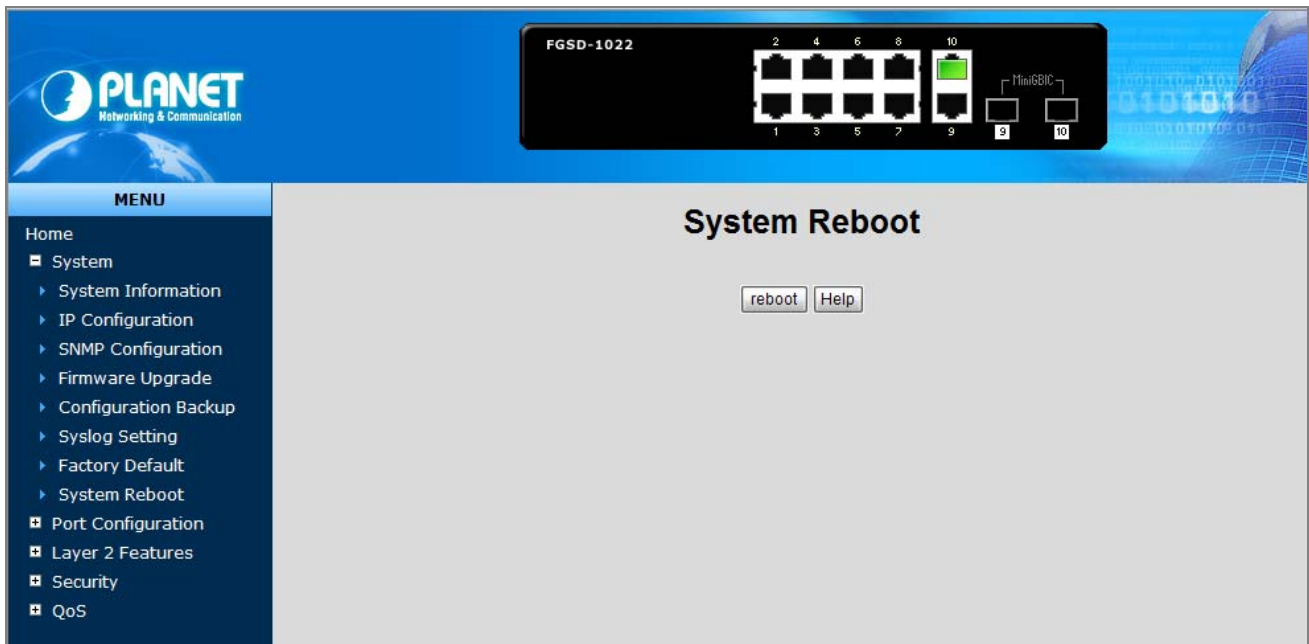 FGSD-1022
2 4 6 8 10
MiniGBIC
1 3 5 7 9 9 10
PLANET
Networking & Communication
MENU
Home
System
System Information
IP Configuration
SNMP Configuration
Firmware Upgrade
Configuration Backup
Syslog Setting
Factory Default
System Reboot
Port Configuration
Layer 2 Features
Security
QoS
System Reboot
reboot Help